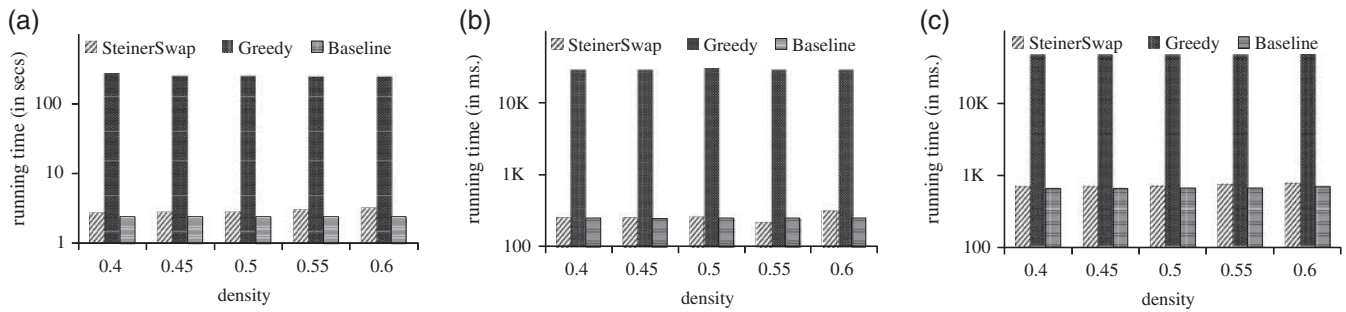 (a)
SteinerSwap Greedy Baseline
running time (in secs)
100
10
1
0.4 0.45 0.5 0.55 0.6
density
(b)
SteinerSwap Greedy Baseline
running time (in ms.)
10K
1K
100
0.4 0.45 0.5 0.55 0.6
density
(c)
SteinerSwap Greedy Baseline
running time (in ms.)
10K
1K
100
0.4 0.45 0.5 0.55 0.6
density